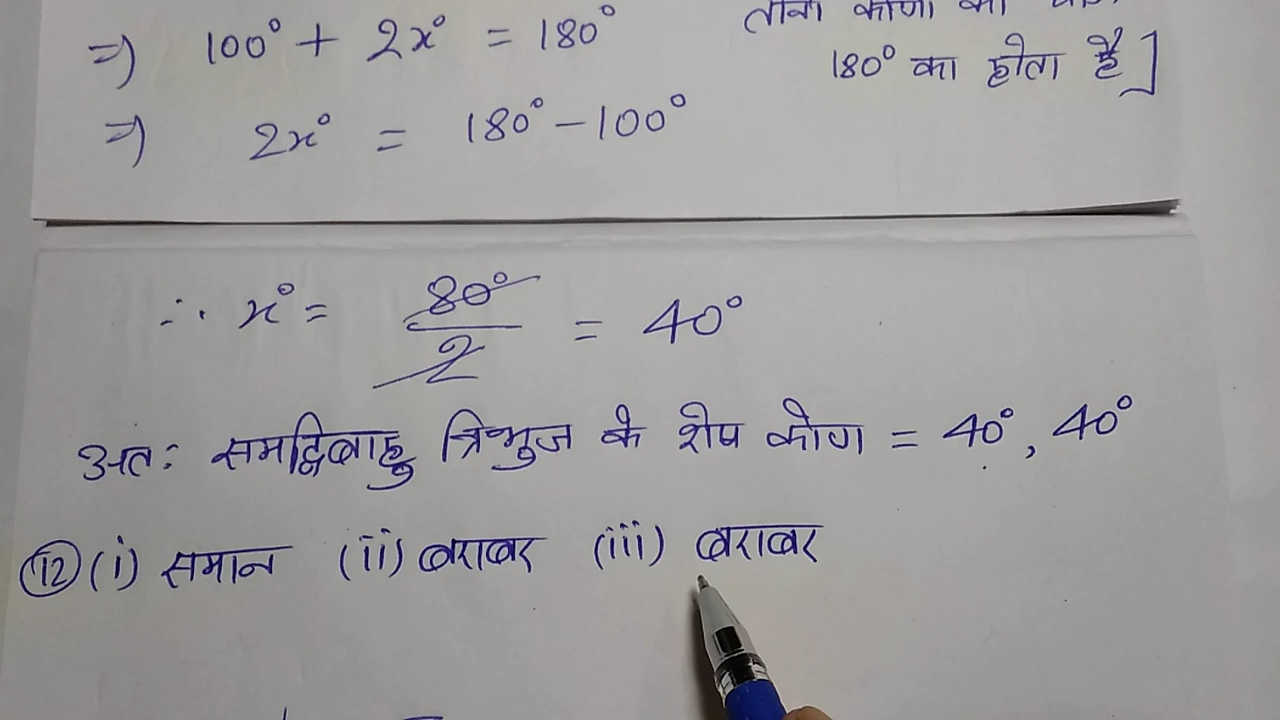 ⇒ 100° + 2x° = 180°
180° का होता है]
⇒ 2x° = 180° - 100°
∴ x° = 80°/2 = 40°
अतः समद्विबाहु त्रिभुज के शेष कोण = 40°, 40°
(12) (i) समान (ii) बराबर (iii) बराबर